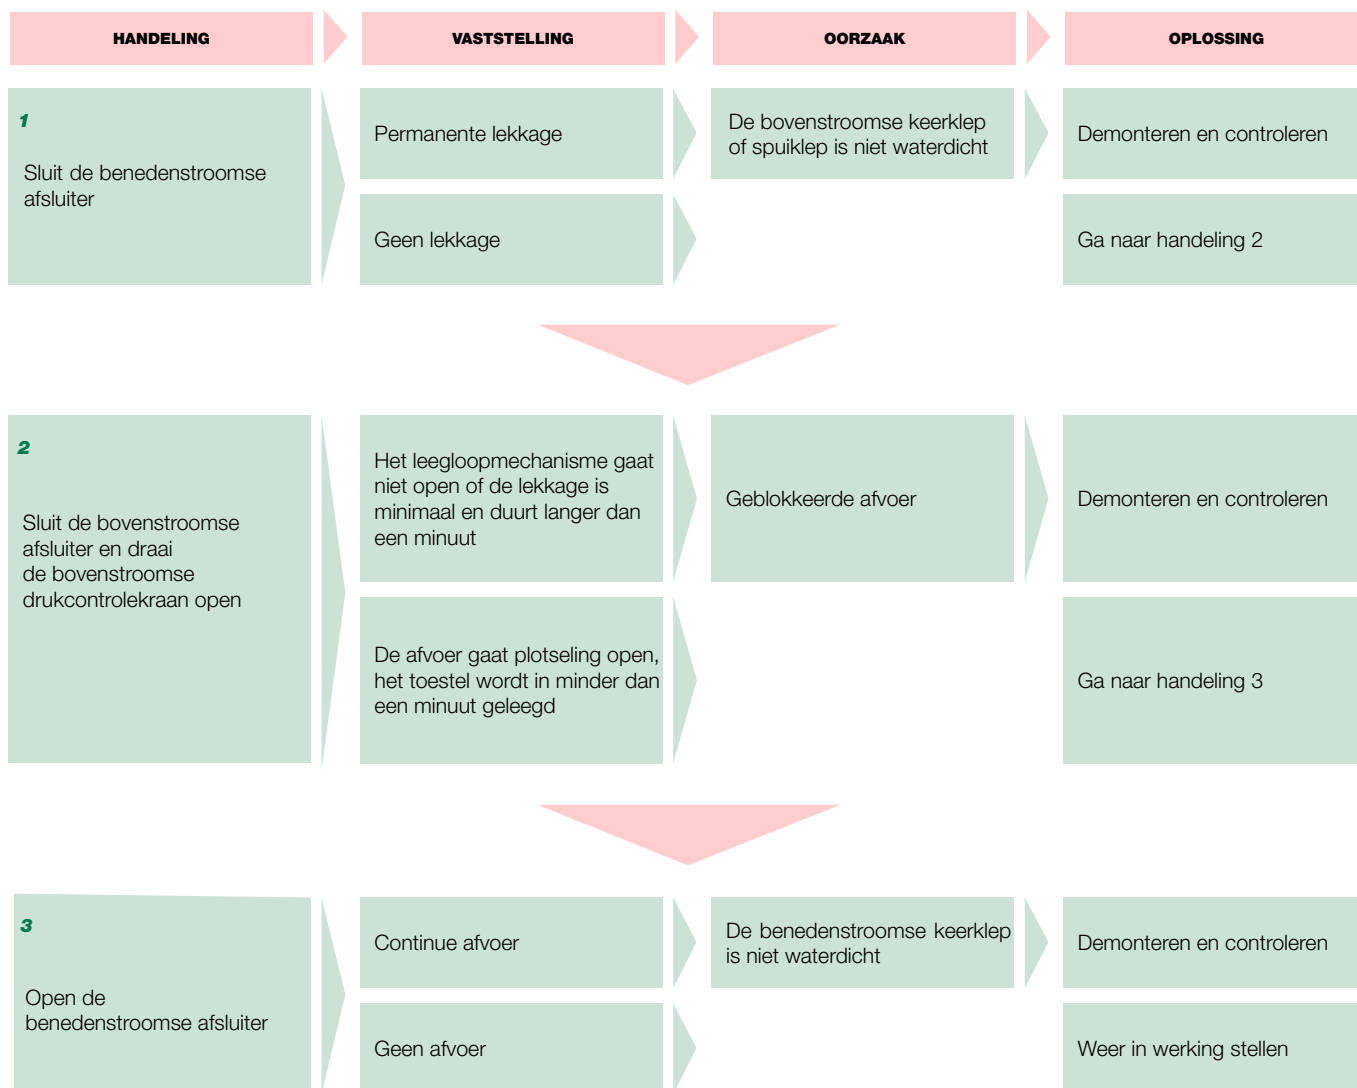 HANDELING
VASTSTELLING
OORZAAK
OPLOSSING
1
Sluit de benedenstroomse
afsluiter
Permanente lekkage
De bovenstroomse keerklep
of spuiklep is niet waterdicht
Demonteren en controleren
Geen lekkage
Ga naar handeling 2
2
Sluit de bovenstroomse
afsluiter en draai
de bovenstroomse
drukcontrolekraan open
Het leegloopmechanisme gaat
niet open of de lekkage is
minimaal en duurt langer dan
een minuut
Geblokkeerde afvoer
Demonteren en controleren
De afvoer gaat plotseling open,
het toestel wordt in minder dan
een minuut geleegd
Ga naar handeling 3
3
Open de
benedenstroomse afsluiter
Continue afvoer
De benedenstroomse keerklep
is niet waterdicht
Demonteren en controleren
Geen afvoer
Weer in werking stellen